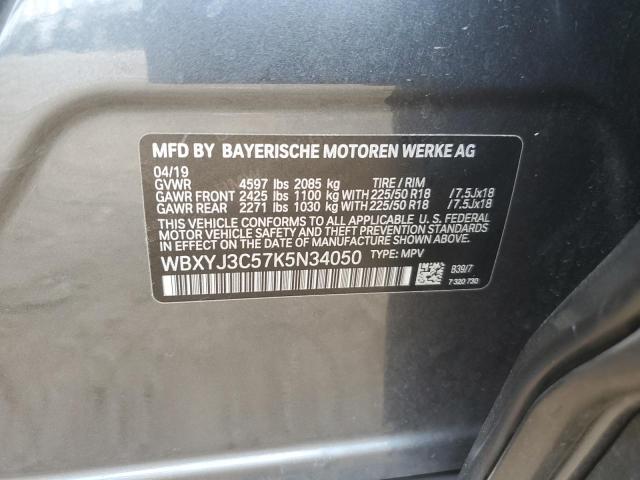 MFD BY BAYERISCHE MOTOREN WERKE AG
04/19
GVWR 4597 lbs 2085 kg TIRE / RIM
GAWR FRONT 2425 lbs 1100 kg WITH 225/50 R18 /7.5Jx18
GAWR REAR 2271 lbs 1030 kg WITH 225/50 R18 /7.5Jx18
THIS VEHICLE CONFORMS TO ALL APPLICABLE U. S. FEDERAL
MOTOR VEHICLE SAFETY AND THEFT PREVENTION STANDARDS
IN EFFECT ON THE DATE OF MANUFACTURE SHOWN ABOVE.
WBXYJ3C57K5N34050 TYPE: MPV
B39/7
7 320 730